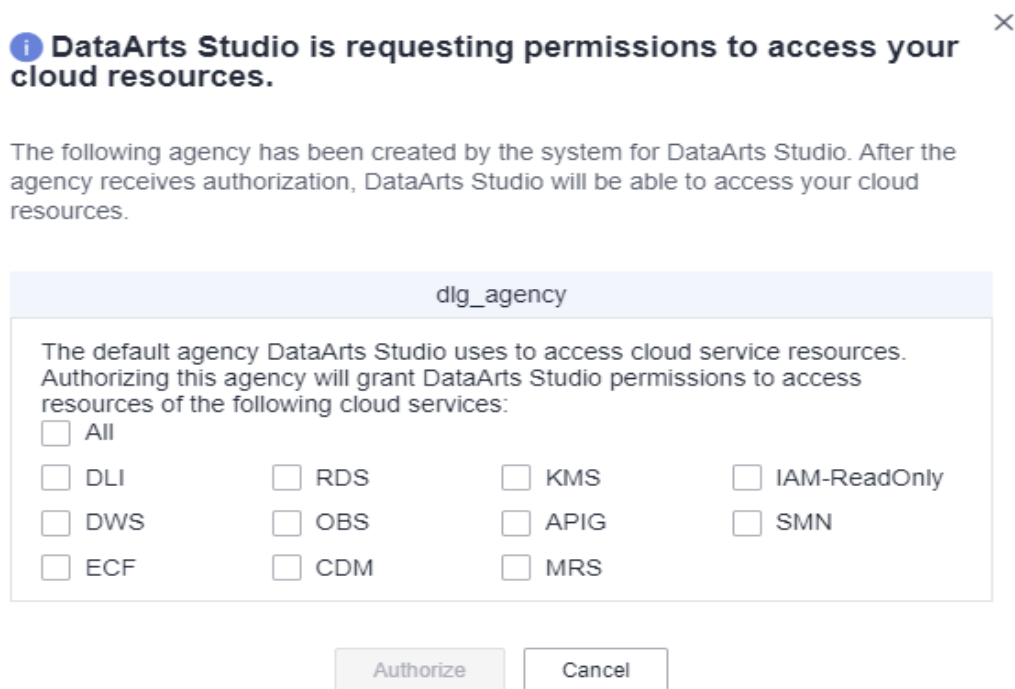 DataArts Studio is requesting permissions to access your
cloud resources.
The following agency has been created by the system for DataArts Studio. After the
agency receives authorization, DataArts Studio will be able to access your cloud
resources.
dlg_agency
The default agency DataArts Studio uses to access cloud service resources.
Authorizing this agency will grant DataArts Studio permissions to access
resources of the following cloud services:
All
DLI RDS KMS IAM-ReadOnly
DWS OBS APIG SMN
ECF CDM MRS
Authorize Cancel